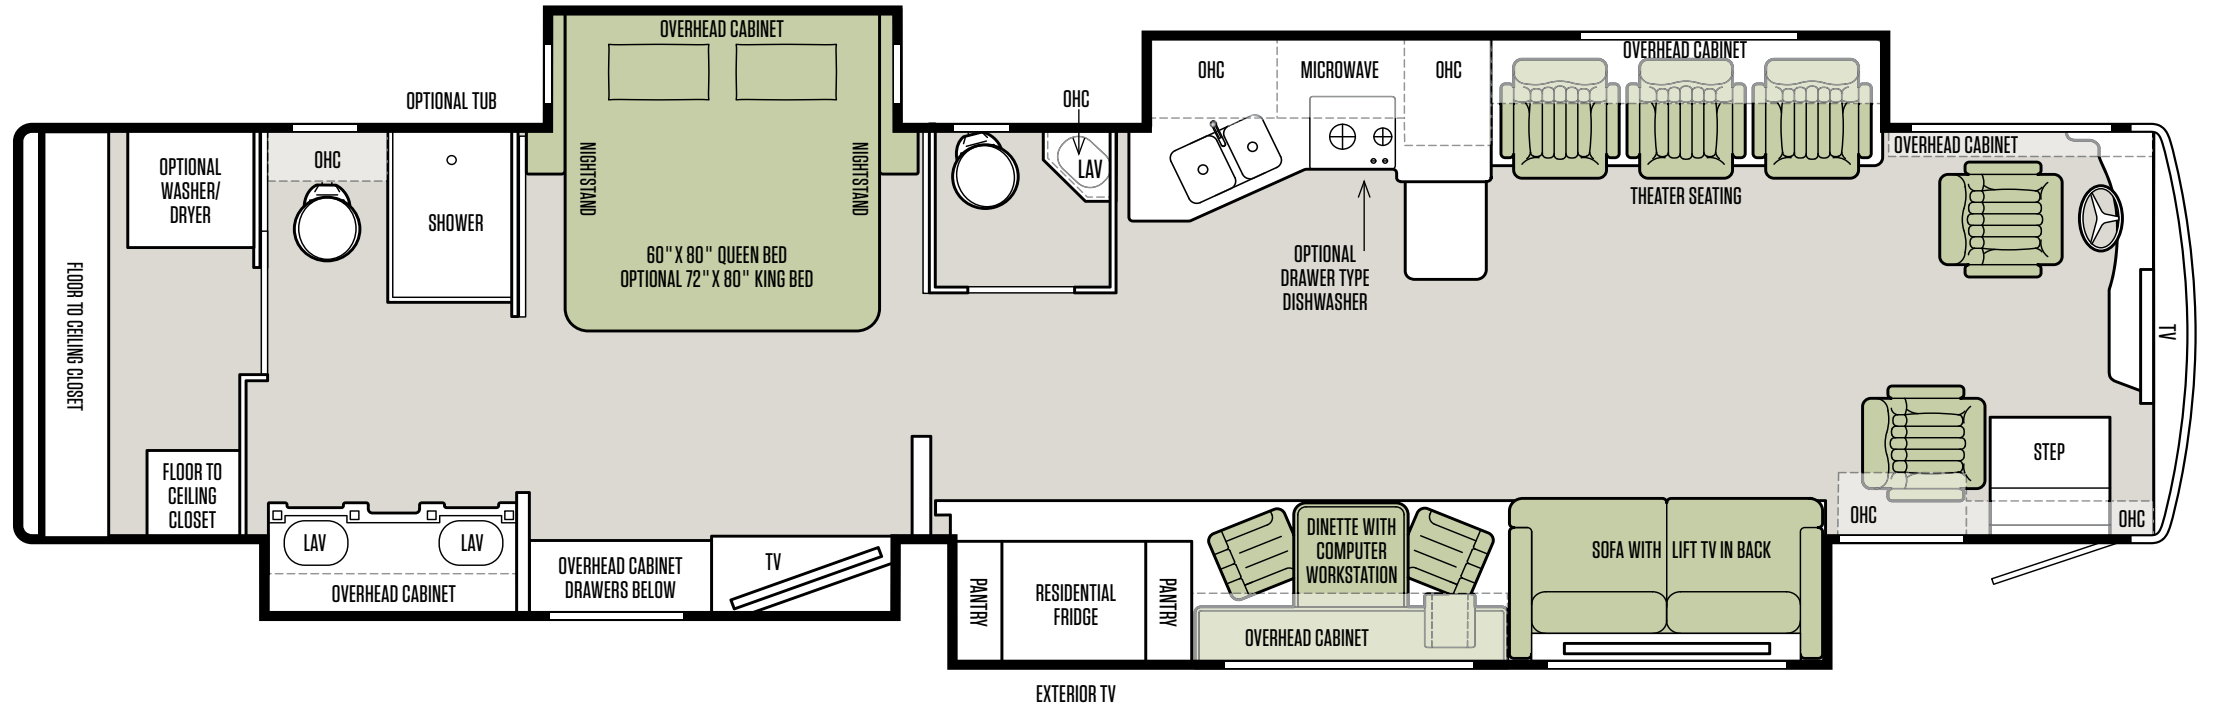 OVERHEAD CABINET
OPTIONAL TUB
NIGHTSTAND
NIGHTSTAND
60" X 80" QUEEN BED
OPTIONAL 72" X 80" KING BED
OHC
LAV
OHC
MICROWAVE
OHC
OVERHEAD CABINET
THEATER SEATING
OVERHEAD CABINET
OPTIONAL
WASHER/
DRYER
OHC
SHOWER
OPTIONAL
DRAWER TYPE
DISHWASHER
FLOOR TO CEILING CLOSET
TV
STEP
OHC
OHC
FLOOR TO
CEILING
CLOSET
LAV
LAV
OVERHEAD CABINET
OVERHEAD CABINET
DRAWERS BELOW
TV
PANTRY
RESIDENTIAL
FRIDGE
PANTRY
DINETTE WITH
COMPUTER
WORKSTATION
OVERHEAD CABINET
SOFA WITH LIFT TV IN BACK
EXTERIOR TV